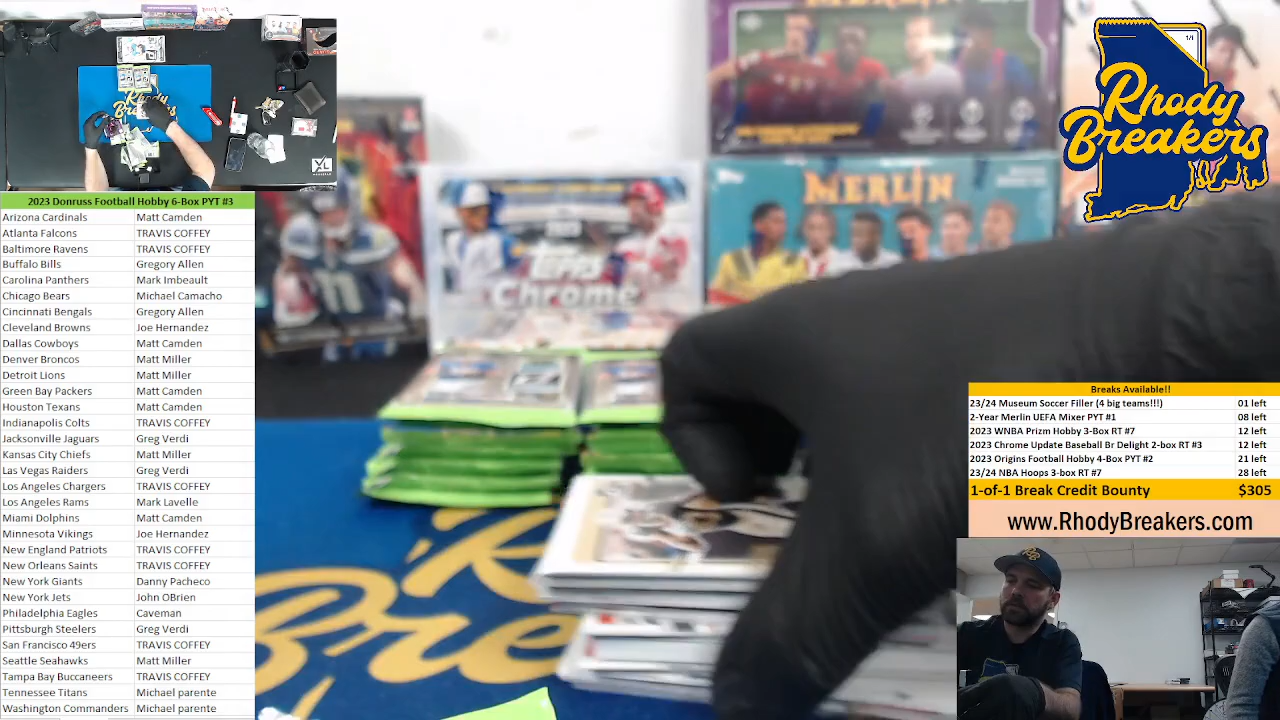 2023 Donruss Football Hobby 6-Box PYT #3
Arizona Cardinals Matt Camden
Atlanta Falcons TRAVIS COFFEY
Baltimore Ravens TRAVIS COFFEY
Buffalo Bills Gregory Allen
Carolina Panthers Mark Imbeault
Chicago Bears Michael Camacho
Cincinnati Bengals Gregory Allen
Cleveland Browns Joe Hernandez
Dallas Cowboys Matt Camden
Denver Broncos Matt Miller
Detroit Lions Matt Miller
Green Bay Packers Matt Camden
Houston Texans Matt Camden
Indianapolis Colts TRAVIS COFFEY
Jacksonville Jaguars Greg Verdi
Kansas City Chiefs Matt Camden
Las Vegas Raiders Greg Verdi
Los Angeles Chargers TRAVIS COFFEY
Los Angeles Rams Mark Lavelle
Miami Dolphins Matt Camden
Minnesota Vikings Joe Hernandez
New England Patriots TRAVIS COFFEY
New Orleans Saints TRAVIS COFFEY
New York Giants Danny Pacheco
New York Jets John OBrien
Philadelphia Eagles Caveman
Pittsburgh Steelers Greg Verdi
San Francisco 49ers TRAVIS COFFEY
Seattle Seahawks Matt Miller
Tampa Bay Buccaneers TRAVIS COFFEY
Tennessee Titans Michael parente
Washington Commanders Michael parente
MERLIN
Topps
Chrome
topps
MERLIN
1/1
Rhody
Breakers
Breaks Available!!
23/24 Museum Soccer Filler (4 big teams!!!) 01 left
2-Year Merlin UEFA Mixer PYT #1 08 left
2023 WNBA Prizm Hobby 3-Box RT #7 12 left
2023 Chrome Update Baseball Br Delight 2-box RT #3 12 left
2023 Origins Football Hobby 4-Box PYT #2 21 left
23/24 NBA Hoops 3-box RT #7 28 left
1-of-1 Break Credit Bounty $305
www.RhodyBreakers.com